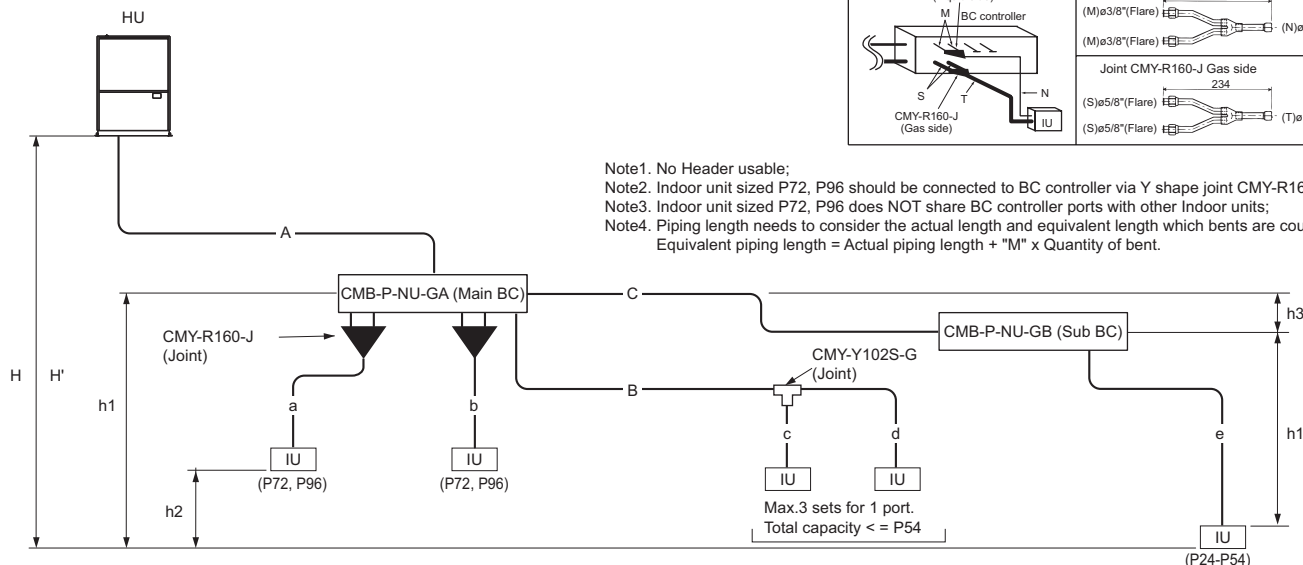 HU
M
BC controller
S
T
N
CMY-R160-J
(Gas side)
IU
(M)ø3/8"(Flare)
(M)ø3/8"(Flare)
Joint CMY-R160-J Gas side
234
(S)ø5/8"(Flare)
(S)ø5/8"(Flare)
Note1. No Header usable;
Note2. Indoor unit sized P72, P96 should be connected to BC controller via Y shape joint
Note3. Indoor unit sized P72, P96 does NOT share BC controller ports with other Indoor units;
Note4. Piping length needs to consider the actual length and equivalent length which bents are
Equivalent piping length = Actual piping length + "M" x Quantity of bent.
A
CMB-P-NU-GA (Main BC)
C
h3
CMB-P-NU-GB (Sub BC)
CMY-R160-J
(Joint)
CMY-Y102S-G
(Joint)
H
H'
h1
a
b
B
c
d
e
h1
IU
(P72, P96)
IU
(P72, P96)
IU
IU
h2
Max.3 sets for 1 port.
Total capacity < = P54
IU
(P24-P54)